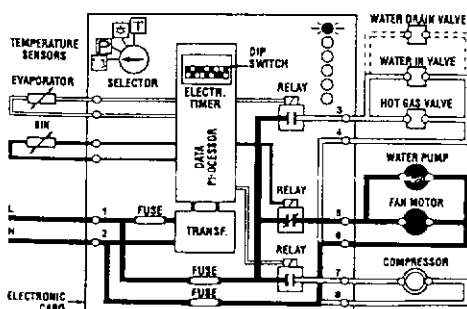 WATER DRAIN VALVE
TEMPERATURE
SENSORS
DIP
SWITCH
WATER IN VALVE
EVAPORATOR
SELECTOR
ELECTR.
TIMER
RELAY
HOT GAS VALVE
3
4
BIN
DATA
PROCESSOR
WATER PUMP
RELAY
FAN MOTOR
L
1
FUSE
5
N
2
TRANSF.
6
RELAY
COMPRESSOR
FUSE
7
FUSE
8
ELECTRONIC
CARD